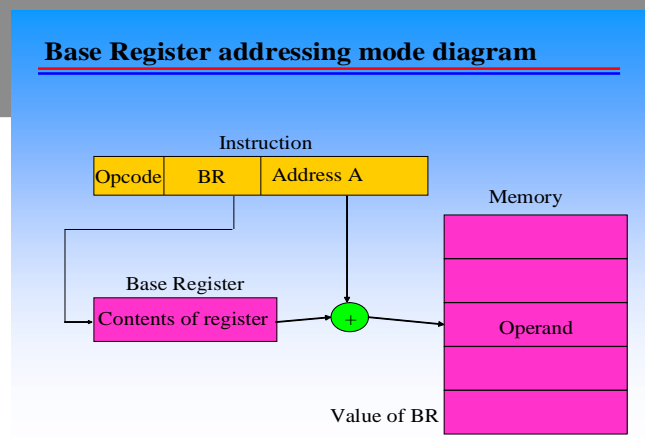 Base Register addressing mode diagram
Instruction
Opcode BR Address A
Memory
Base Register
Contents of register + Operand
Value of BR